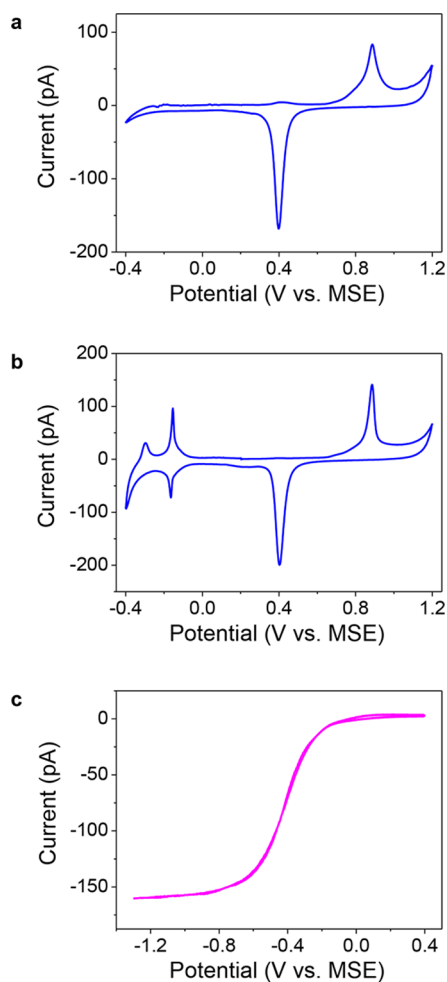 a
100
0
-100
-200
Current (pA)
-0.4 0.0 0.4 0.8 1.2
Potential (V vs. MSE)
b
200
100
0
-100
-200
Current (pA)
-0.4 0.0 0.4 0.8 1.2
Potential (V vs. MSE)
c
0
-50
-100
-150
Current (pA)
-1.2 -0.8 -0.4 0.0 0.4
Potential (V vs. MSE)